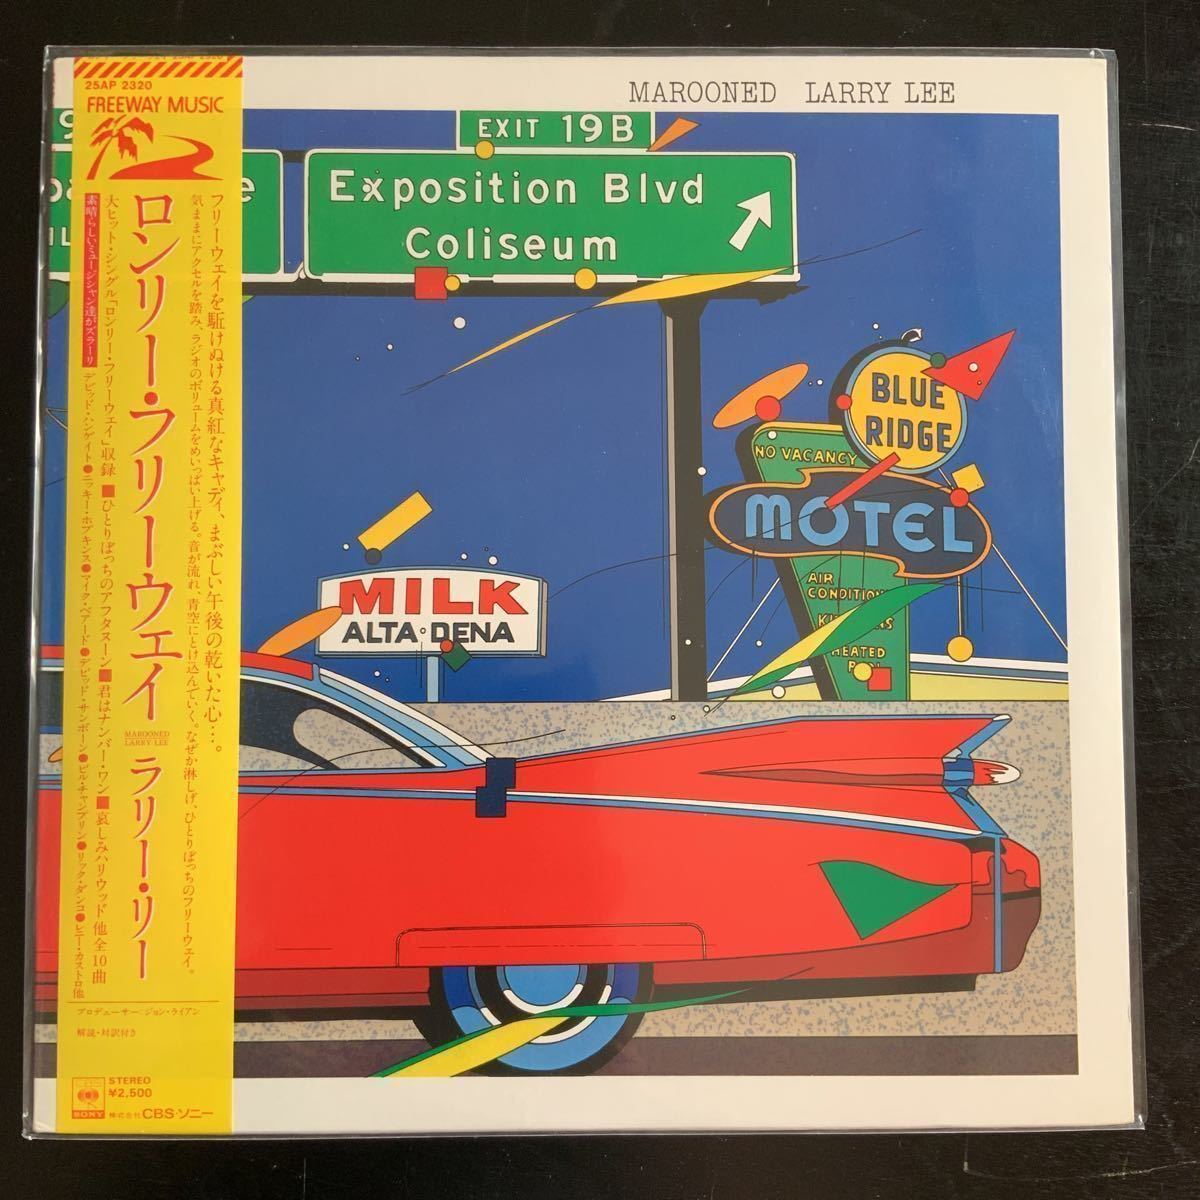 25AP 2320
FREEWAY MUSIC
フリーウェイを駈けぬける真紅なキャディ、まぶしい午後の乾いた心…。
気ままにアクセルを踏み、ラジオのボリュームをめいっぱい上げる。音が流れ、青空にとけ込んでいく。なぜか淋しげ、ひとりぼっちのフリーウェイ。
ロンリー・フリーウェイ
MAROONED
LARRY LEE
ラリー・リー
大ヒット・シングル「ロンリー・フリーウェイ」収録■ひとりぼっちのアフタヌーン■君はナンバー・ワン■哀しみハリウッド 他全10曲
素晴らしいミュージシャン達がズラーリ
デビッド・ハンゲイト●ニッキー・ホプキンス●マイク・ベアード●デビッド・サンボーン●ビル・チャンプリン●リック・ダンコ●レニー・カストロ他
プロデューサー:ジョン・ライアン
解説・対訳付き
CBS
SONY
STEREO
¥2,500
株式会社CBS・ソニー
MAROONED LARRY LEE
EXIT 19B
Exposition Blvd
Coliseum
BLUE
RIDGE
NO VACANCY
MOTEL
AIR
CONDITION
HEATED
MILK
ALTA·DENA